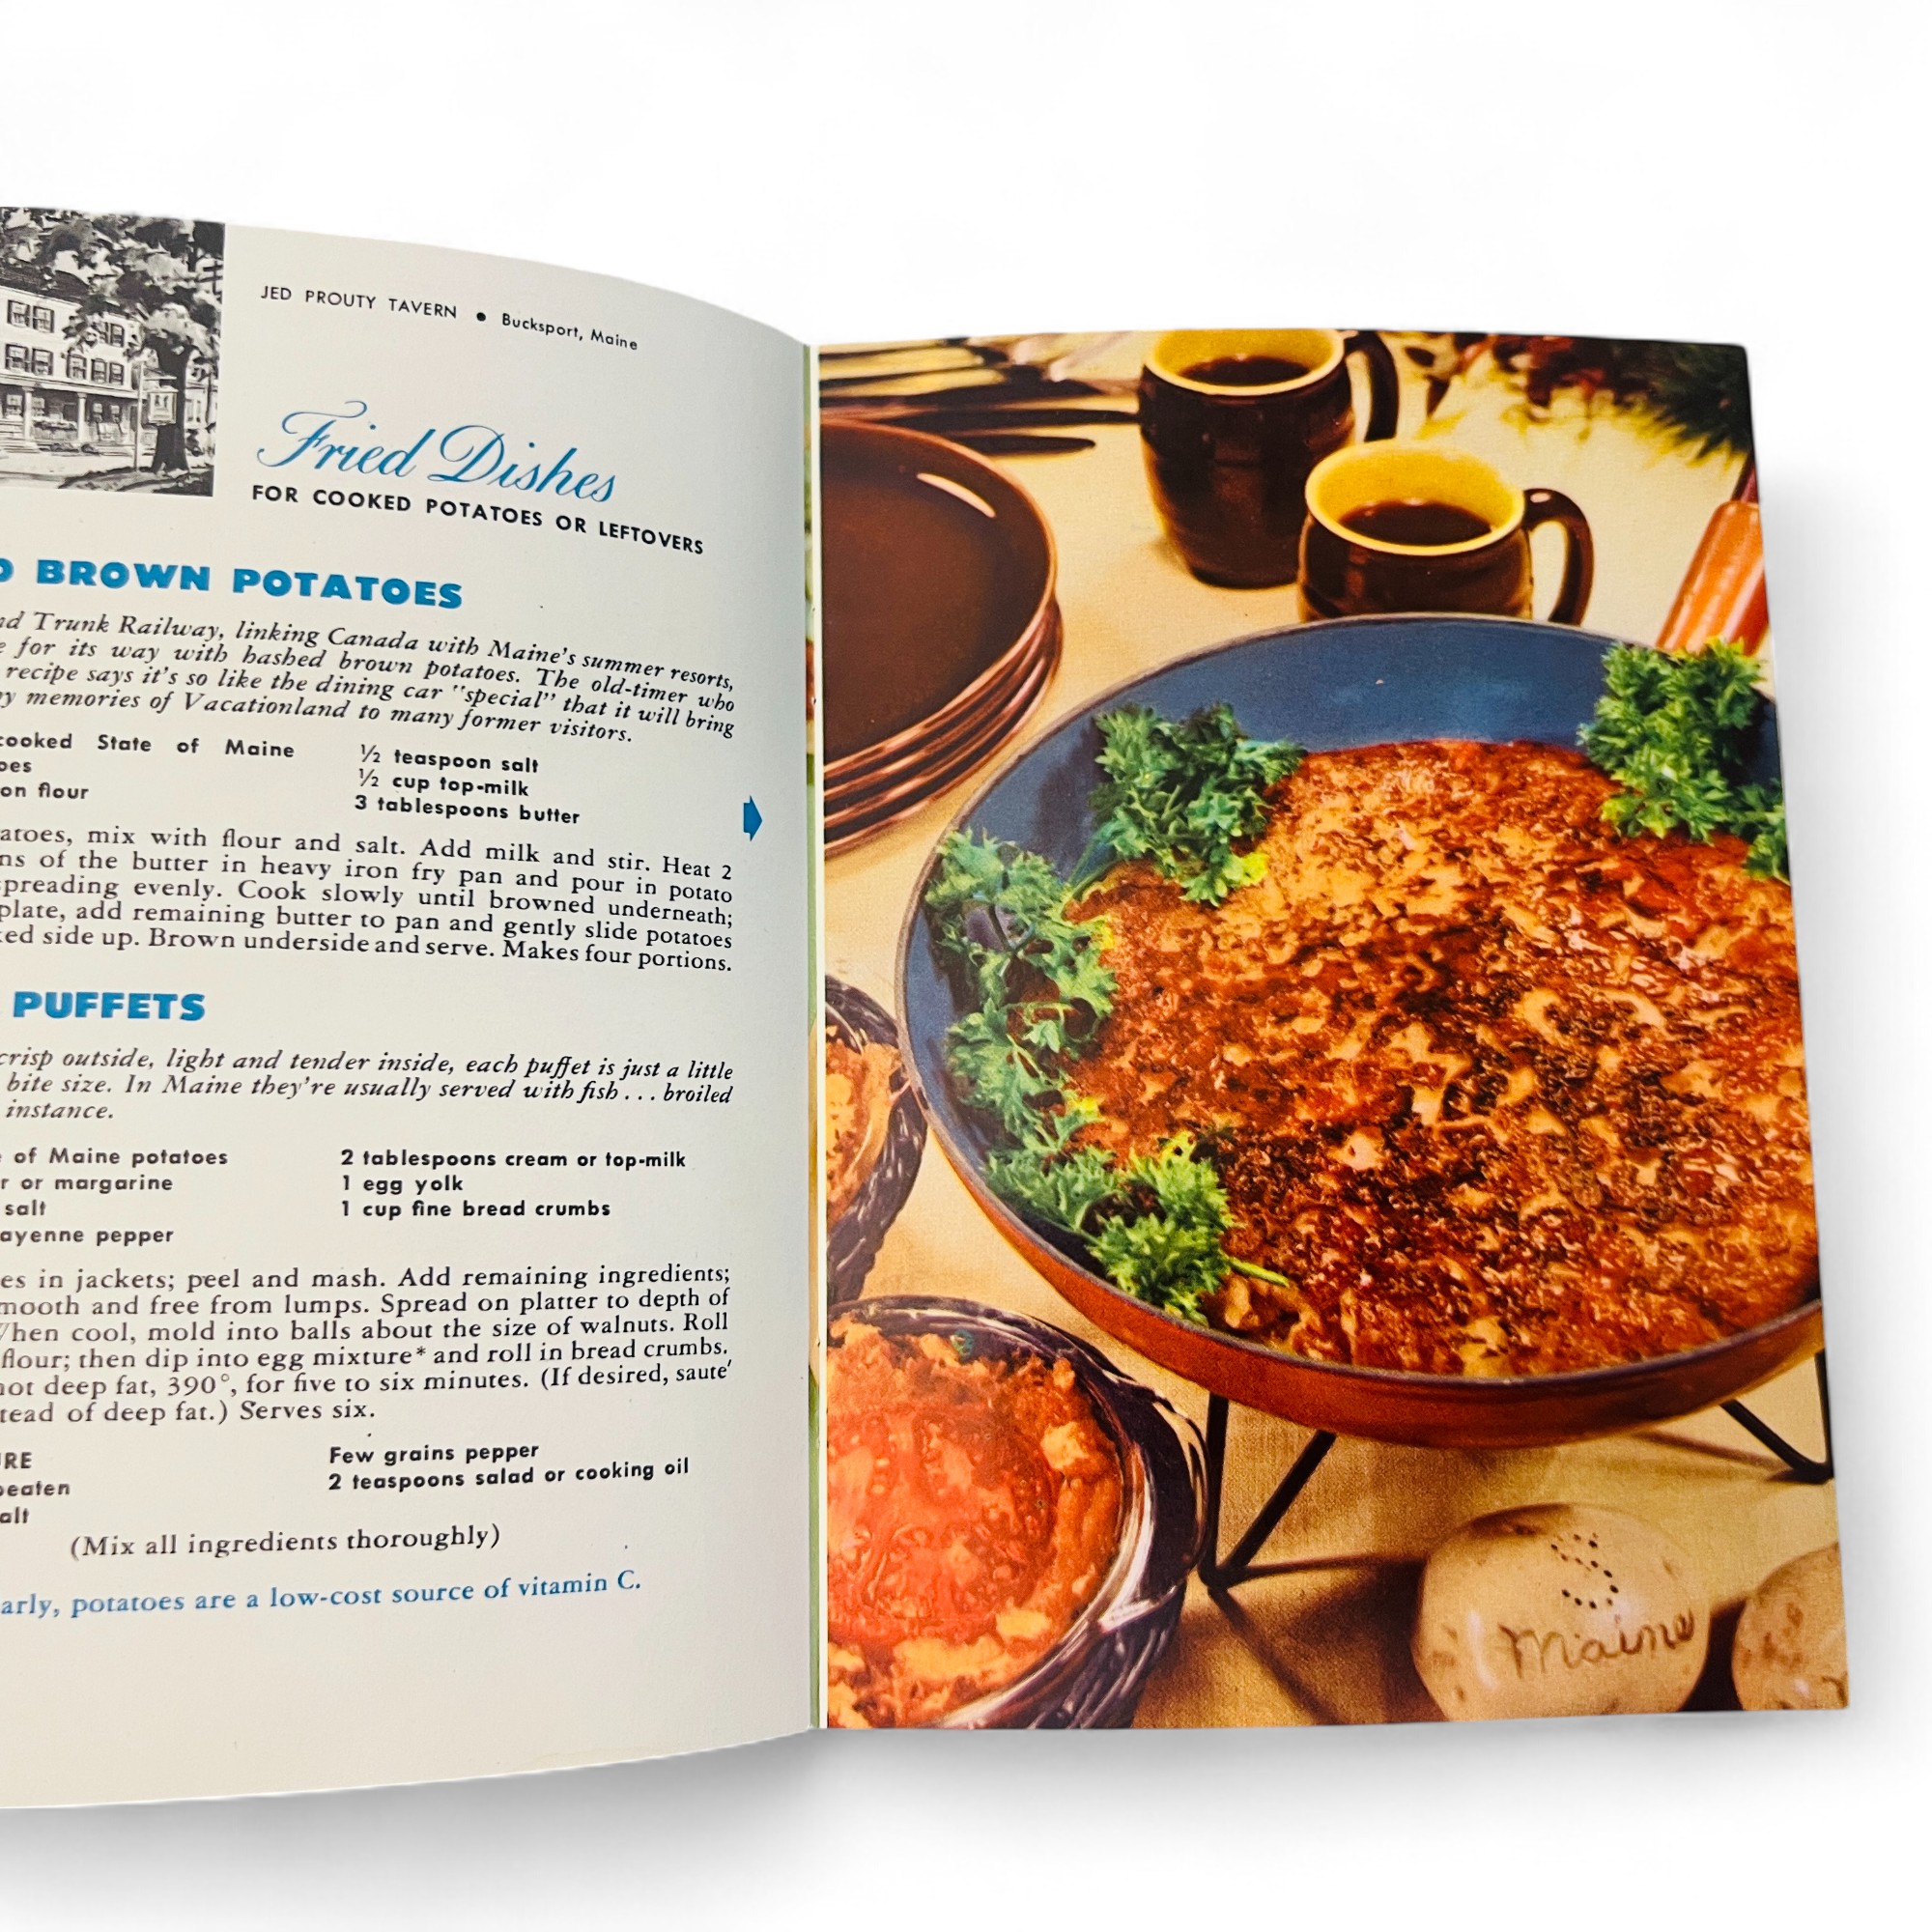 JED PROUTY TAVERN • Bucksport, Maine
Fried Dishes
FOR COOKED POTATOES OR LEFTOVERS
BROWN POTATOES
Trunk Railway, linking Canada with Maine's summer resorts,
for its way with hashed brown potatoes. The old-timer who
recipe says it's so like the dining car "special" that it will bring
memories of Vacationland to many former visitors.
cooked State of Maine
on flour
½ teaspoon salt
½ cup top-milk
3 tablespoons butter
atoes, mix with flour and salt. Add milk and stir. Heat 2
ns of the butter in heavy iron fry pan and pour in potato
spreading evenly. Cook slowly until browned underneath;
plate, add remaining butter to pan and gently slide potatoes
ked side up. Brown underside and serve. Makes four portions.
PUFFETS
crisp outside, light and tender inside, each puffet is just a little
bite size. In Maine they're usually served with fish . . . broiled
instance.
of Maine potatoes
r or margarine
salt
ayenne pepper
2 tablespoons cream or top-milk
1 egg yolk
1 cup fine bread crumbs
es in jackets; peel and mash. Add remaining ingredients;
mooth and free from lumps. Spread on platter to depth of
When cool, mold into balls about the size of walnuts. Roll
flour; then dip into egg mixture* and roll in bread crumbs.
hot deep fat, 390°, for five to six minutes. (If desired, saute'
tead of deep fat.) Serves six.
URE
beaten
alt
Few grains pepper
2 teaspoons salad or cooking oil
(Mix all ingredients thoroughly)
arly, potatoes are a low-cost source of vitamin C.
S
Maine